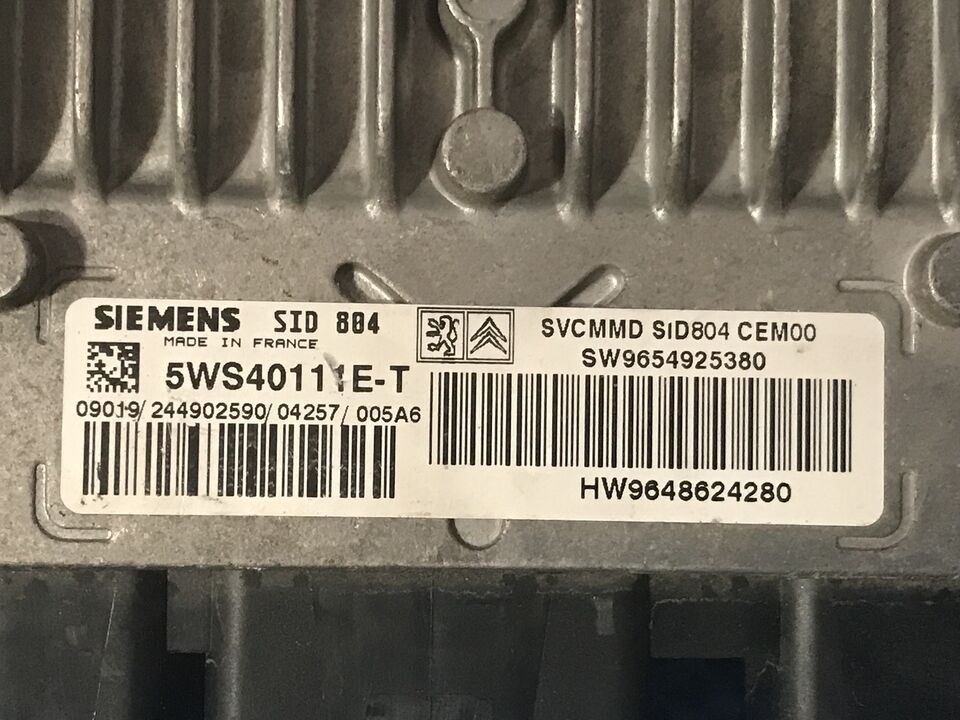 SIEMENS SID 804
MADE IN FRANCE
5WS40111E-T
09019/244902590/04257/005A6
SVCMMD SID804 CEM00
SW9654925380
HW9648624280